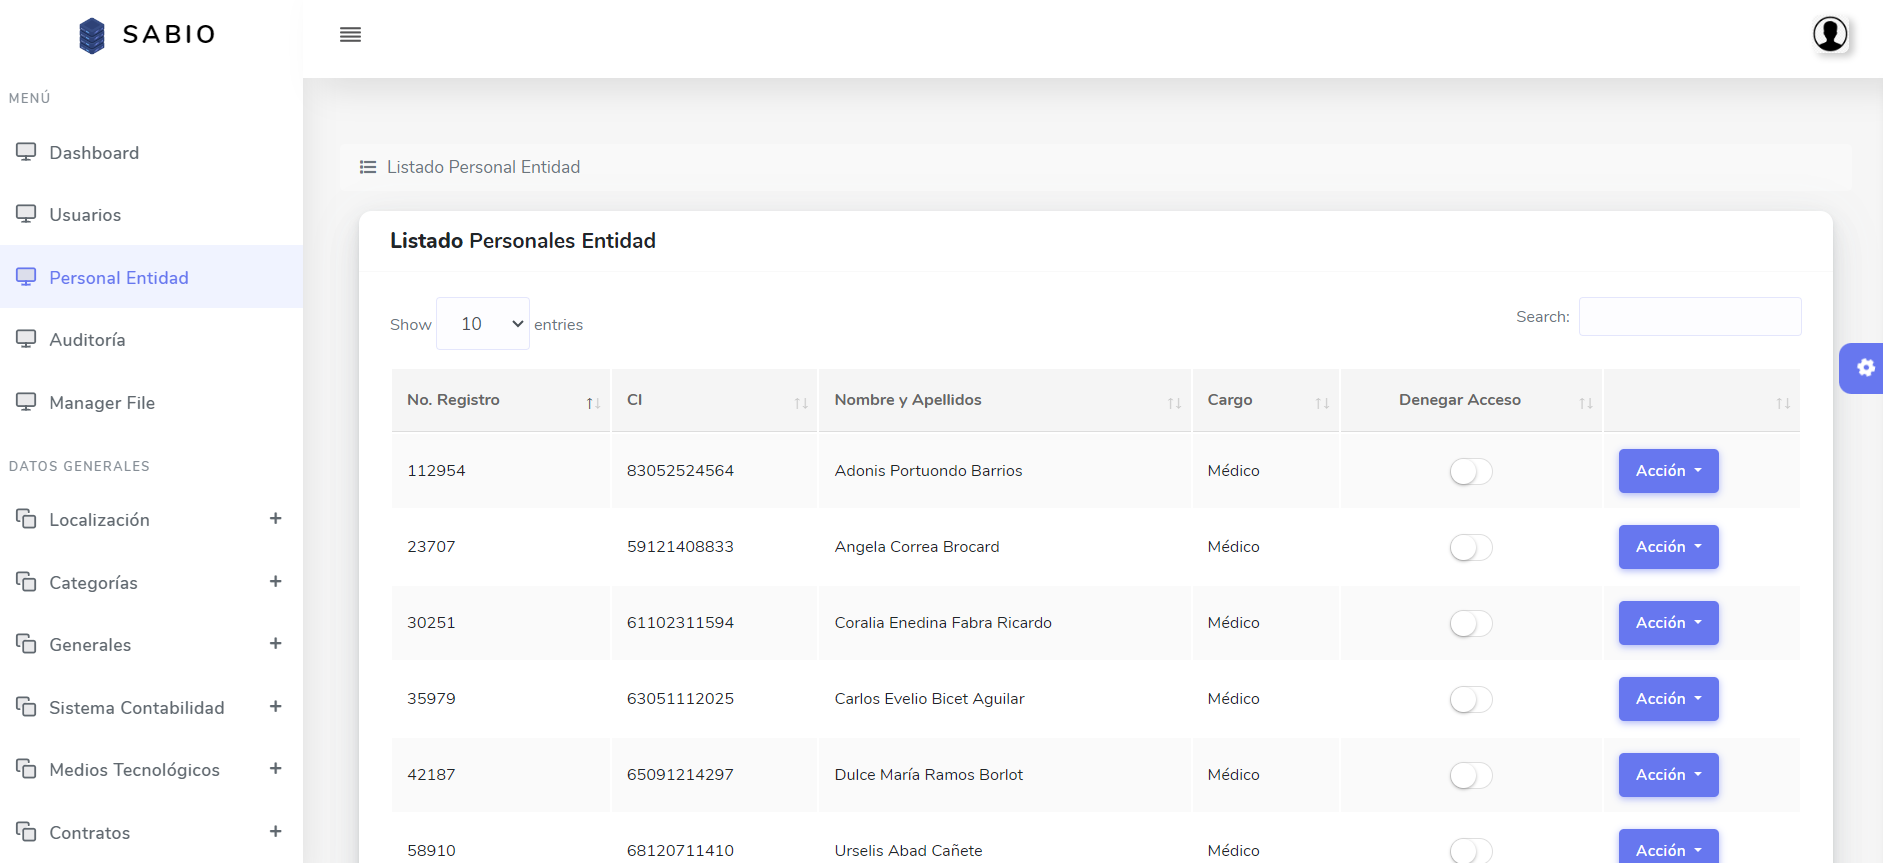 SABIO
MENÚ
Dashboard
Usuarios
Personal Entidad
Auditoría
Manager File
DATOS GENERALES
Localización +
Categorías +
Generales +
Sistema Contabilidad +
Medios Tecnológicos +
Contratos +
Listado Personal Entidad
Listado Personales Entidad
Show 10 entries
Search:
No. Registro CI Nombre y Apellidos Cargo Denegar Acceso
112954 83052524564 Adonis Portuondo Barrios Médico Acción
23707 59121408833 Angela Correa Brocard Médico Acción
30251 61102311594 Coralia Enedina Fabra Ricardo Médico Acción
35979 63051112025 Carlos Evelio Bicet Aguilar Médico Acción
42187 65091214297 Dulce María Ramos Borlot Médico Acción
58910 68120711410 Urselis Abad Cañete Médico Acción